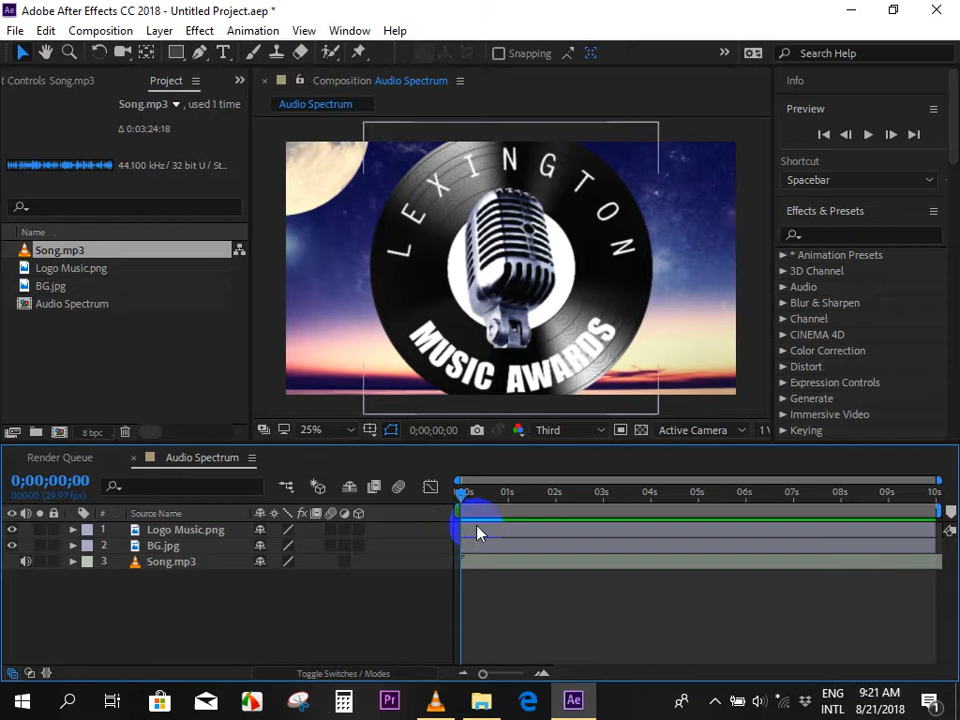 Adobe After Effects CC 2018 - Untitled Project.aep *
File Edit Composition Layer Effect Animation View Window Help
Snapping
Search Help
t Controls Song.mp3
Project
Composition Audio Spectrum
Info
Song.mp3 , used 1 time
Audio Spectrum
Preview
Δ 0:03:24:18
44.100 kHz / 32 bit U / St...
Shortcut
Spacebar
Effects & Presets
Name
Song.mp3
Logo Music.png
BG.jpg
Audio Spectrum
LEXINGTON
MUSIC AWARDS
* Animation Presets
3D Channel
Audio
Blur & Sharpen
Channel
CINEMA 4D
Color Correction
Distort
Expression Controls
Generate
Immersive Video
Keying
8 bpc
25%
0;00;00;00
Third
Active Camera
1
Render Queue
Audio Spectrum
0;00;00;00
00000 (29.97 fps)
01s 02s 03s 04s 05s 06s 07s 08s 09s 10s
# Source Name
1 Logo Music.png
2 BG.jpg
3 Song.mp3
Toggle Switches / Modes
ENG 9:21 AM
INTL 8/21/2018